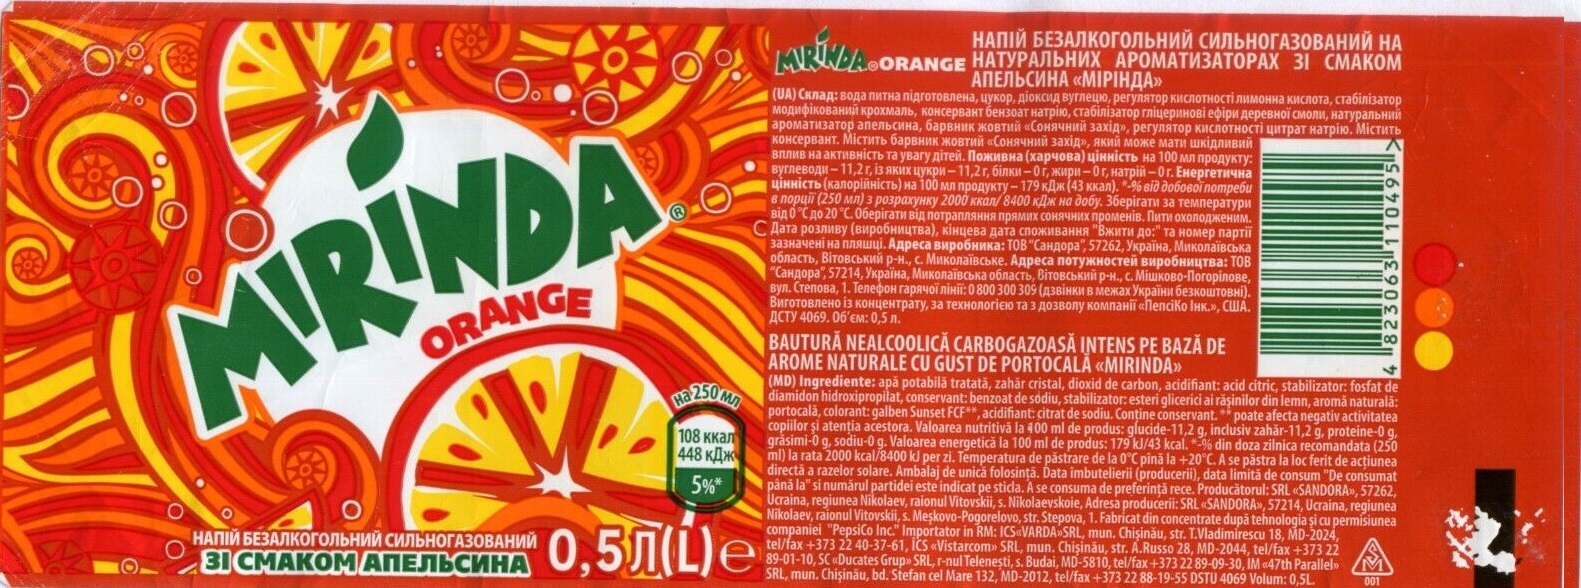 MIRINDA®
ORANGE
на 250 мл
108 ккал
448 кДж
5%*
НАПІЙ БЕЗАЛКОГОЛЬНИЙ СИЛЬНОГАЗОВАНИЙ
ЗІ СМАКОМ АПЕЛЬСИНА
0,5Л(L)e
MIRINDA® ORANGE
НАПІЙ БЕЗАЛКОГОЛЬНИЙ СИЛЬНОГАЗОВАНИЙ НА
НАТУРАЛЬНИХ АРОМАТИЗАТОРАХ ЗІ СМАКОМ
АПЕЛЬСИНА «МІРІНДА»
(UA) Склад: вода питна підготовлена, цукор, діоксид вуглецю, регулятор кислотності лимонна кислота, стабілізатор
модифікований крохмаль, консервант бензоат натрію, стабілізатор гліцеринові ефіри деревної смоли, натуральний
ароматизатор апельсина, барвник жовтий «Сонячний захід», регулятор кислотності цитрат натрію. Містить
консервант. Містить барвник жовтий «Сонячний захід», який може мати шкідливий
вплив на активність та увагу дітей. Поживна (харчова) цінність на 100 мл продукту:
вуглеводи – 11,2 г, із яких цукри – 11,2 г, білки – 0 г, жири – 0 г, натрій – 0 г. Енергетична
цінність (калорійність) на 100 мл продукту – 179 кДж (43 ккал). *-% від добової потреби
в порції (250 мл) з розрахунку 2000 ккал/ 8400 кДж на добу. Зберігати за температури
від 0 °С до 20 °С. Оберігати від потрапляння прямих сонячних променів. Пити охолодженим.
Дата розливу (виробництва), кінцева дата споживання "Вжити до:" та номер партії
зазначені на пляшці. Адреса виробника: ТОВ "Сандора", 57262, Україна, Миколаївська
область, Вітовський р-н., с. Миколаївське. Адреса потужностей виробництва: ТОВ
"Сандора", 57214, Україна, Миколаївська область, Вітовський р-н., с. Мішково-Погорілове,
вул. Степова, 1. Телефон гарячої лінії: 0 800 300 309 (дзвінки в межах України безкоштовні).
Виготовлено із концентрату, за технологією та з дозволу компанії «ПепсіКо Інк.», США.
ДСТУ 4069. Об'єм: 0,5 л.
BAUTURĂ NEALCOOLICĂ CARBOGAZOASĂ INTENS PE BAZĂ DE
AROME NATURALE CU GUST DE PORTOCALĂ «MIRINDA»
(MD) Ingrediente: apă potabilă tratată, zahăr cristal, dioxid de carbon, acidifiant: acid citric, stabilizator: fosfat de
diamidon hidroxipropilat, conservant: benzoat de sodiu, stabilizator: esteri glicerici ai rășinilor din lemn, aromă naturală:
portocală, colorant: galben Sunset FCF**, acidifiant: citrat de sodiu. Conține conservant. ** poate afecta negativ activitatea
copiilor și atenția acestora. Valoarea nutritivă la 100 ml de produs: glucide-11,2 g, inclusiv zahăr-11,2 g, proteine-0 g,
grăsimi-0 g, sodiu-0 g. Valoarea energetică la 100 ml de produs: 179 kJ/43 kcal. *-% din doza zilnica recomandata (250
ml) la rata 2000 kcal/8400 kJ per zi. Temperatura de păstrare de la 0°C pină la +20°C. A se păstra la loc ferit de acțiunea
directă a razelor solare. Ambalaj de unică folosință. Data imbutelierii (producerii), data limită de consum "De consumat
până la" si numărul partidei este indicat pe sticla. A se consuma de preferință rece. Producătorul: SRL «SANDORA», 57262,
Ucraina, regiunea Nikolaev, raionul Vitovskii, s. Nikolaevskoie, Adresa producerii: SRL «SANDORA», 57214, Ucraina, regiunea
Nikolaev, raionul Vitovskii, s. Meșkovo-Pogorelovo, str. Stepova, 1. Fabricat din concentrate după tehnologia și cu permisiunea
companiei "PepsiCo Inc." Importator in RM: ICS«VARDA»SRL, mun. Chișinău, str. T.Vladimirescu 18, MD-2024,
tel/fax +373 22 40-37-61, ICS «Vistarcom» SRL, mun. Chișinău, str. A.Russo 28, MD-2044, tel/fax +373 22
89-01-10, SC «Ducates Grup» SRL, r-nul Telenești, s. Budai, MD-5810, tel/fax +373 22 89-09-30, IM «47th Parallel»
SRL, mun. Chișinău, bd. Stefan cel Mare 132, MD-2012, tel/fax +373 22 88-19-55 DSTU 4069 Volum: 0,5L.
4 823063 110495 >
001